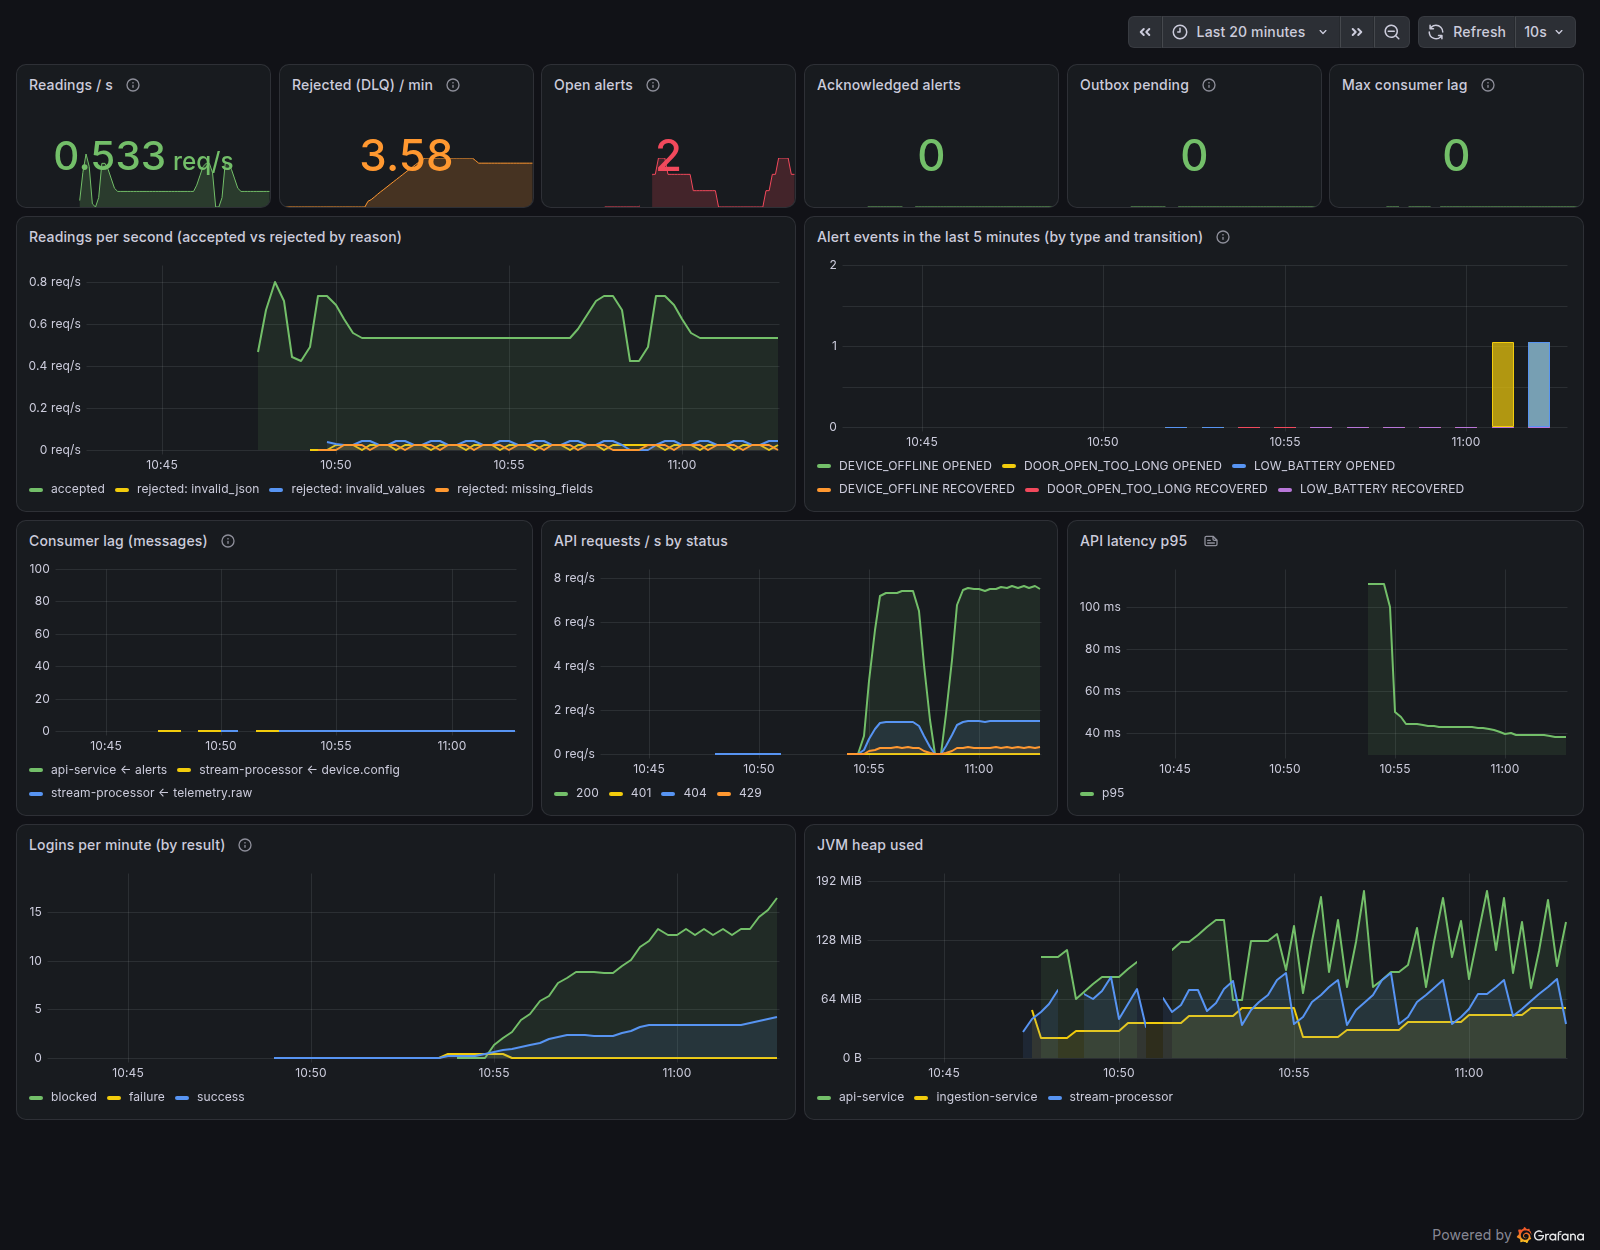 Last 20 minutes Refresh 10s
Readings / s Rejected (DLQ) / min Open alerts Acknowledged alerts Outbox pending Max consumer lag
0.533 req/s 3.58 2 0 0 0
Readings per second (accepted vs rejected by reason)
0.8 req/s
0.6 req/s
0.4 req/s
0.2 req/s
0 req/s
10:45 10:50 10:55 11:00
accepted rejected: invalid_json rejected: invalid_values rejected: missing_fields
Alert events in the last 5 minutes (by type and transition)
2
1
0
10:45 10:50 10:55 11:00
DEVICE_OFFLINE OPENED DOOR_OPEN_TOO_LONG OPENED LOW_BATTERY OPENED
DEVICE_OFFLINE RECOVERED DOOR_OPEN_TOO_LONG RECOVERED LOW_BATTERY RECOVERED
Consumer lag (messages)
100
80
60
40
20
0
10:45 10:50 10:55 11:00
api-service ← alerts stream-processor ← device.config
stream-processor ← telemetry.raw
API requests / s by status
8 req/s
6 req/s
4 req/s
2 req/s
0 req/s
10:45 10:50 10:55 11:00
200 401 404 429
API latency p95
100 ms
80 ms
60 ms
40 ms
10:45 10:50 10:55 11:00
p95
Logins per minute (by result)
15
10
5
0
10:45 10:50 10:55 11:00
blocked failure success
JVM heap used
192 MiB
128 MiB
64 MiB
0 B
10:45 10:50 10:55 11:00
api-service ingestion-service stream-processor
Powered by Grafana